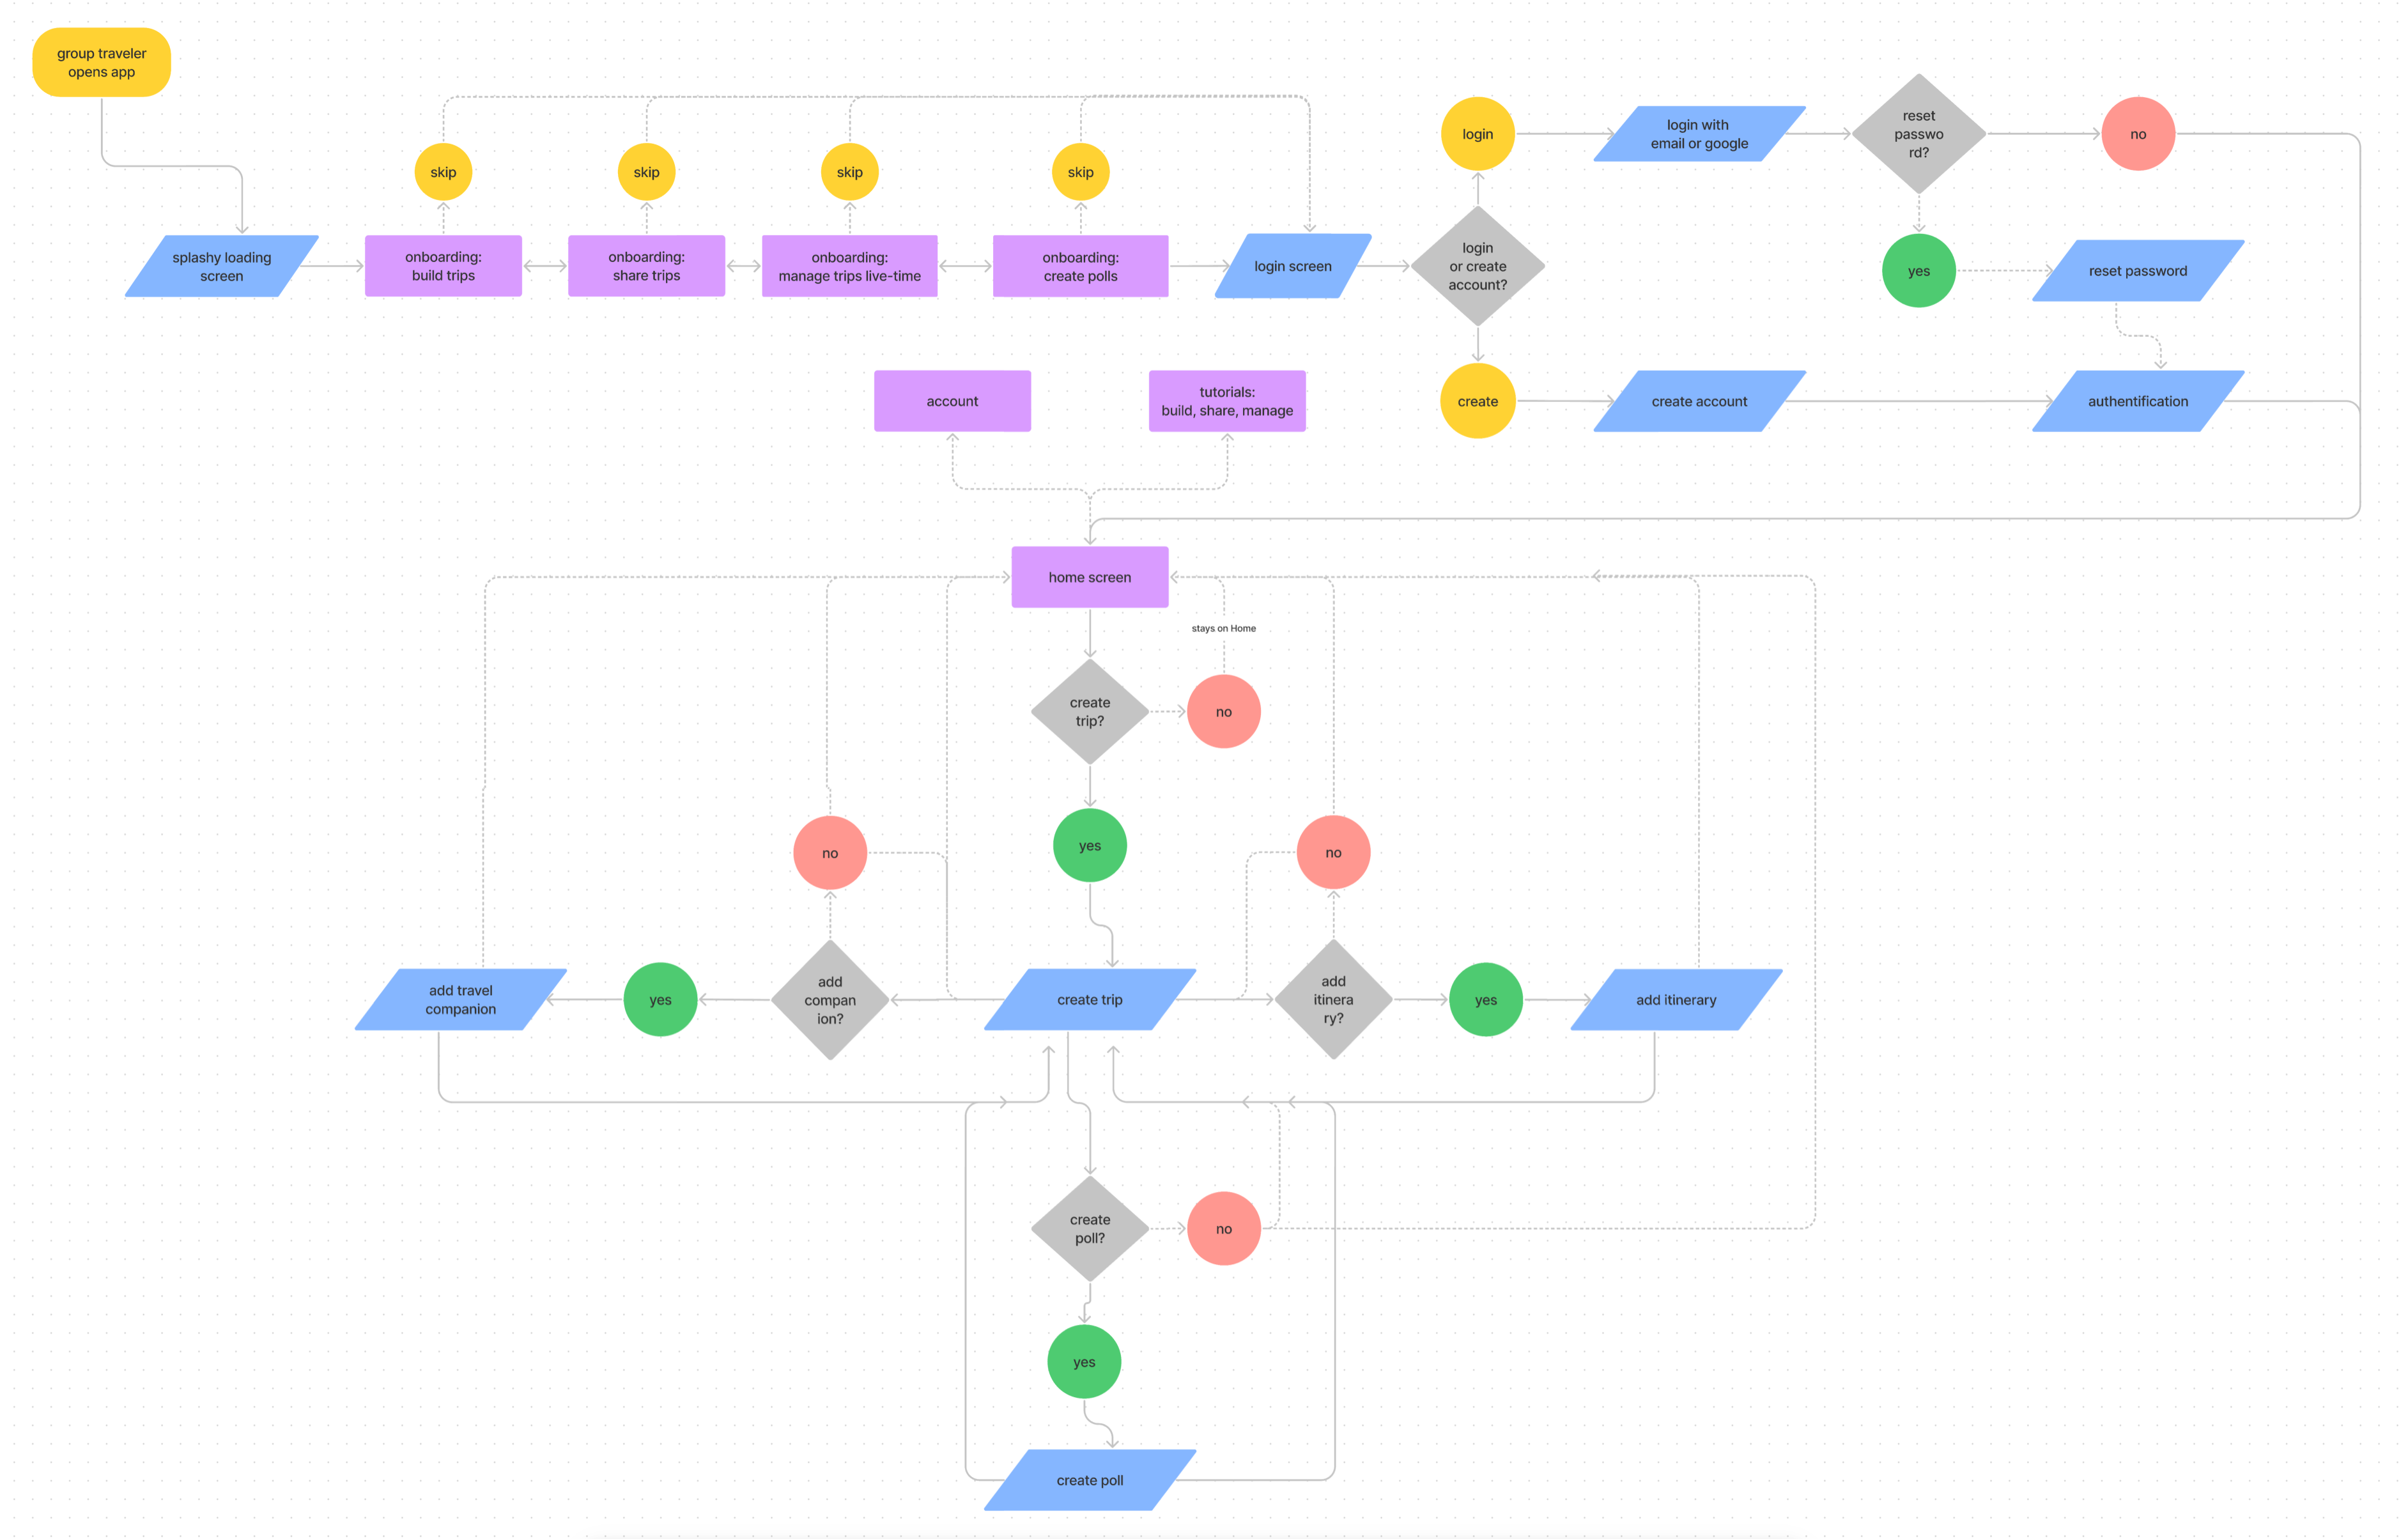 group traveler
opens app
skip
skip
skip
skip
splashy loading
screen
onboarding:
build trips
onboarding:
share trips
onboarding:
manage trips live-time
onboarding:
create polls
login screen
login
or create
account?
login
login with
email or google
reset
passwo
rd?
no
yes
reset password
create
create account
authentification
account
tutorials:
build, share, manage
home screen
stays on Home
create
trip?
no
yes
no
no
add travel
companion
yes
add
compan
ion?
create trip
add
itinera
ry?
yes
add itinerary
create
poll?
no
yes
create poll